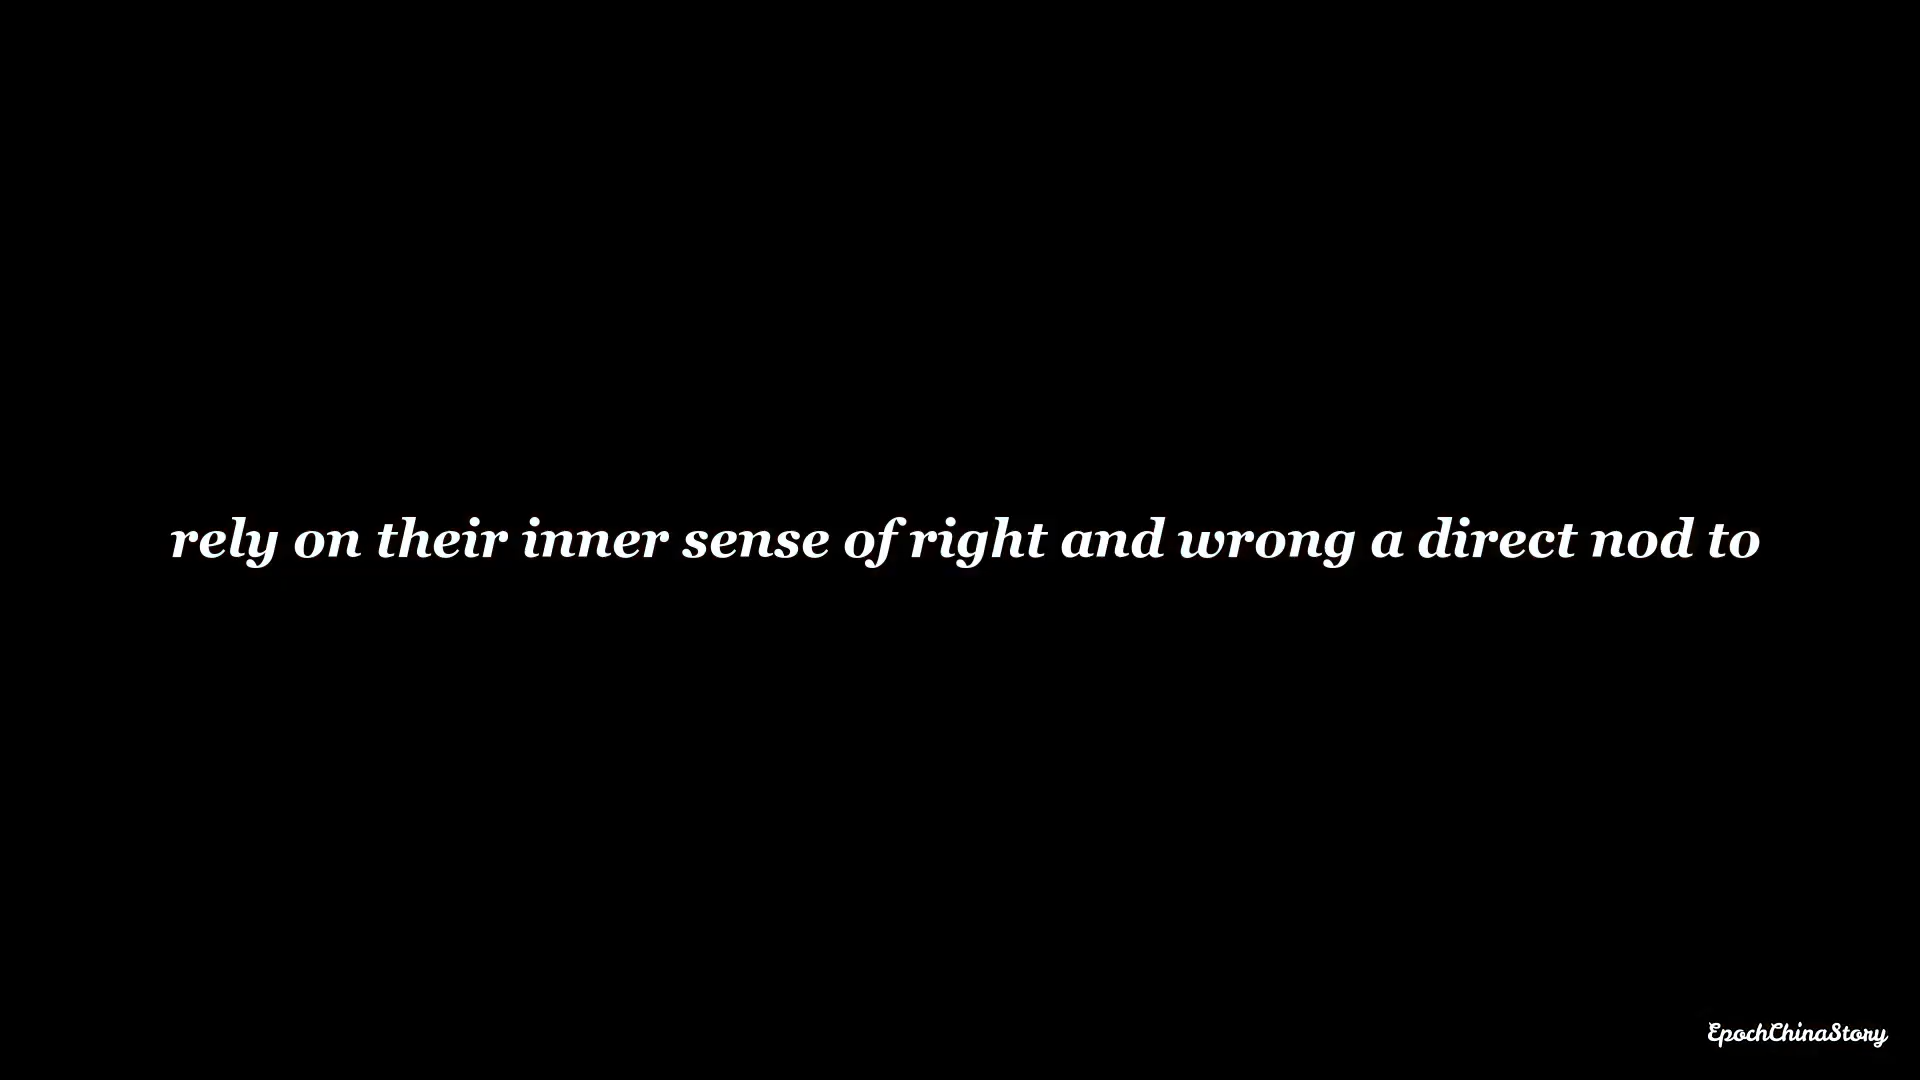 rely on their inner sense of right and wrong a direct nod to
EpochChinaStory